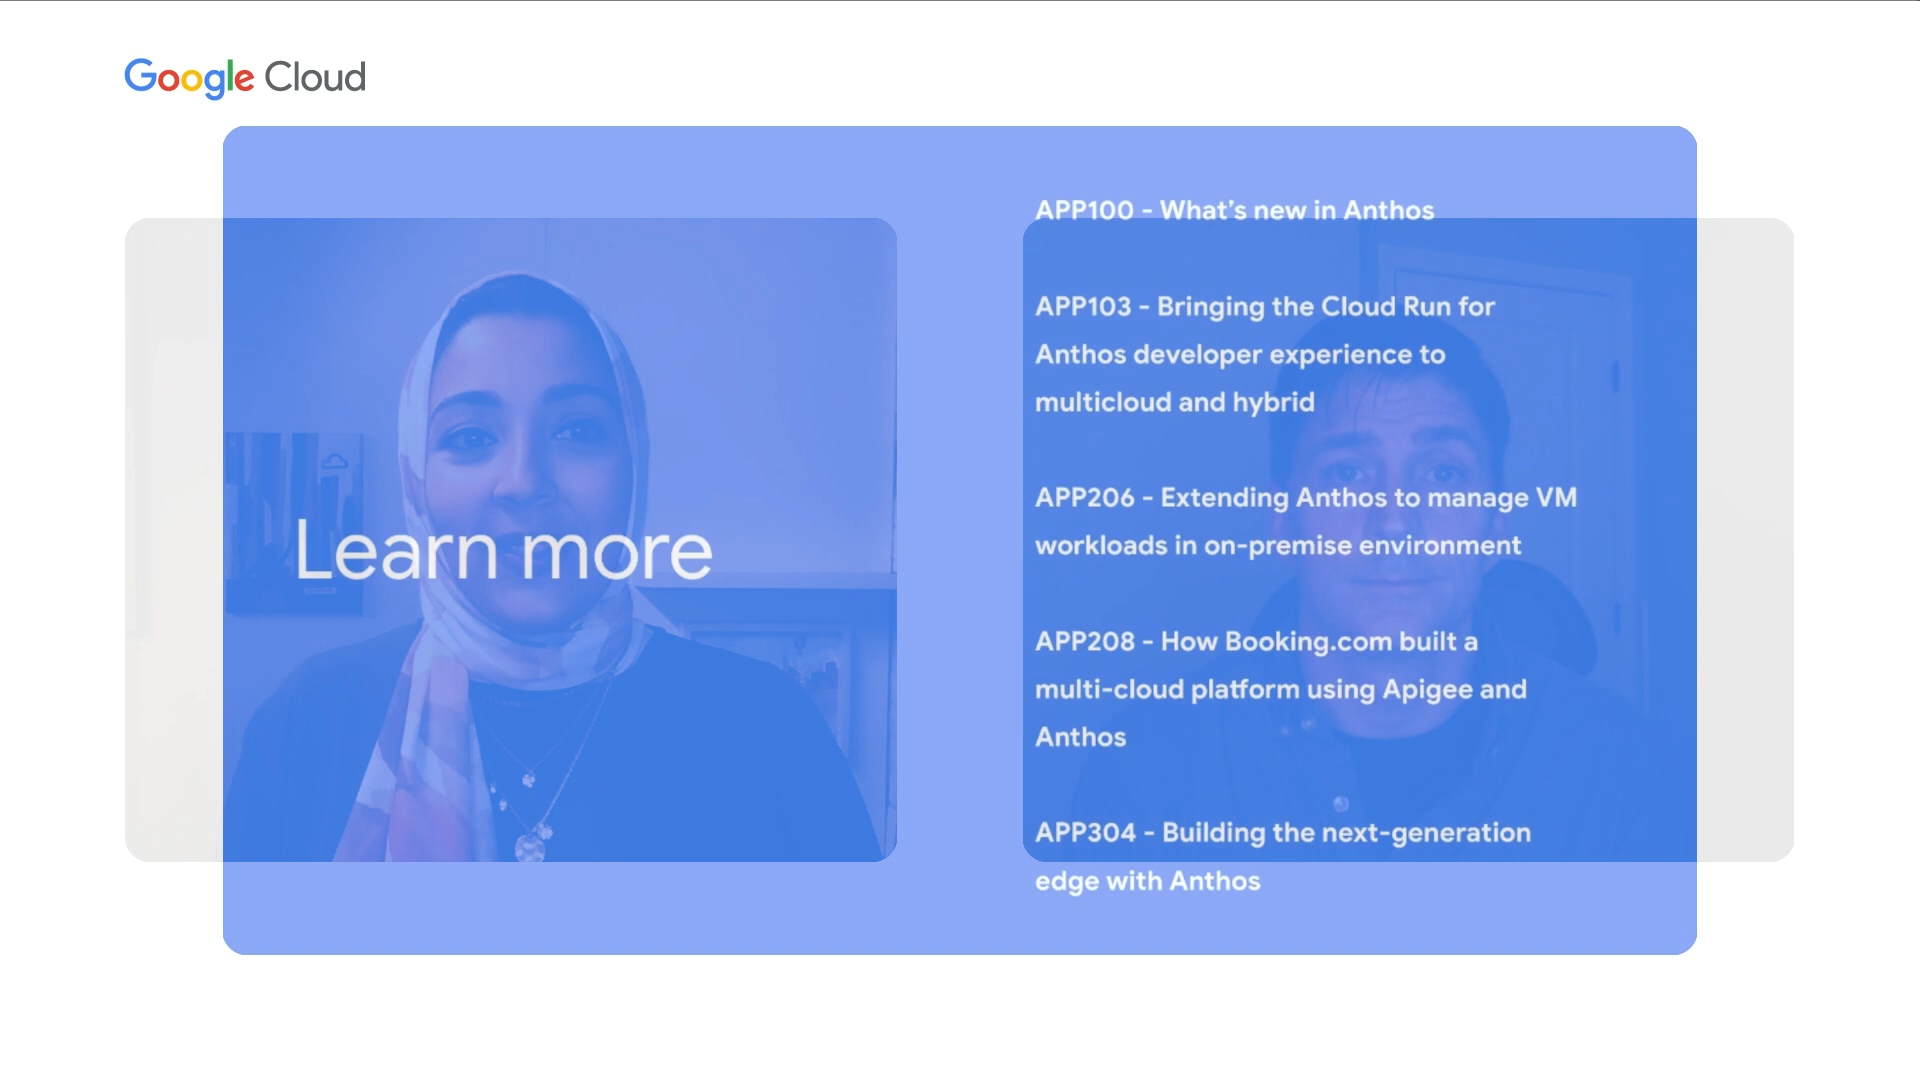 Google Cloud
Learn more
APP100 - What's new in Anthos
APP103 - Bringing the Cloud Run for
Anthos developer experience to
multicloud and hybrid
APP206 - Extending Anthos to manage VM
workloads in on-premise environment
APP208 - How Booking.com built a
multi-cloud platform using Apigee and
Anthos
APP304 - Building the next-generation
edge with Anthos